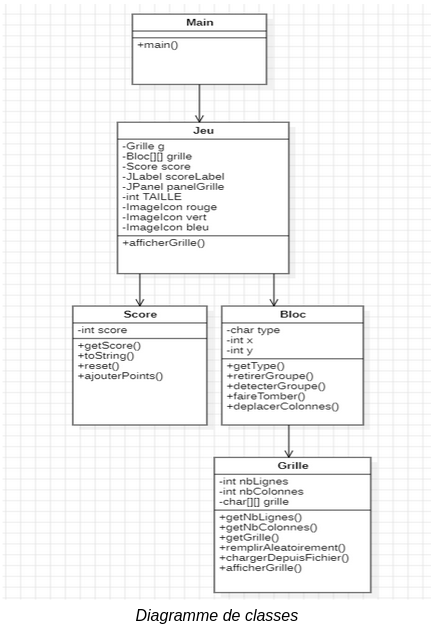 Main
+main()
Jeu
-Grille g
-Bloc[][] grille
-Score score
-JLabel scoreLabel
-JPanel panelGrille
-int TAILLE
-ImageIcon rouge
-ImageIcon vert
-ImageIcon bleu
+afficherGrille()
Score
-int score
+getScore()
+toString()
+reset()
+ajouterPoints()
Bloc
-char type
-int x
-int y
+getType()
+retirerGroupe()
+detecterGroupe()
+faireTomber()
+deplacerColonnes()
Grille
-int nbLignes
-int nbColonnes
-char[][] grille
+getNbLignes()
+getNbColonnes()
+getGrille()
+remplirAleatoirement()
+chargerDepuisFichier()
+afficherGrille()
Diagramme de classes